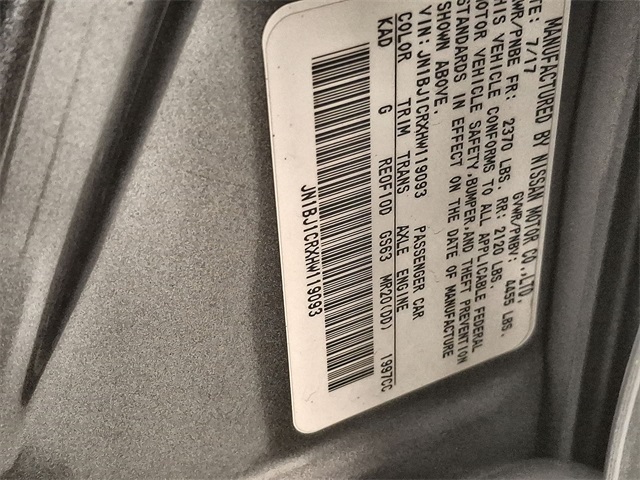 MANUFACTURED BY NISSAN MOTOR CO.,LTD.
TE: 7/17 GVWR/PNBV: 4455 LBS.
WR/PNBE FR: 2370 LBS. RR: 2120 LBS.
HIS VEHICLE CONFORMS TO ALL APPLICABLE FEDERAL
OTOR VEHICLE SAFETY,BUMPER,AND THEFT PREVENTION
STANDARDS IN EFFECT ON THE DATE OF MANUFACTURE
SHOWN ABOVE.
VIN: JN1BJ1CRXHW119093 PASSENGER CAR
COLOR TRIM TRANS AXLE ENGINE
KAD G RE0F10D GS63 MR20(DD) 1997CC
JN1BJ1CRXHW119093